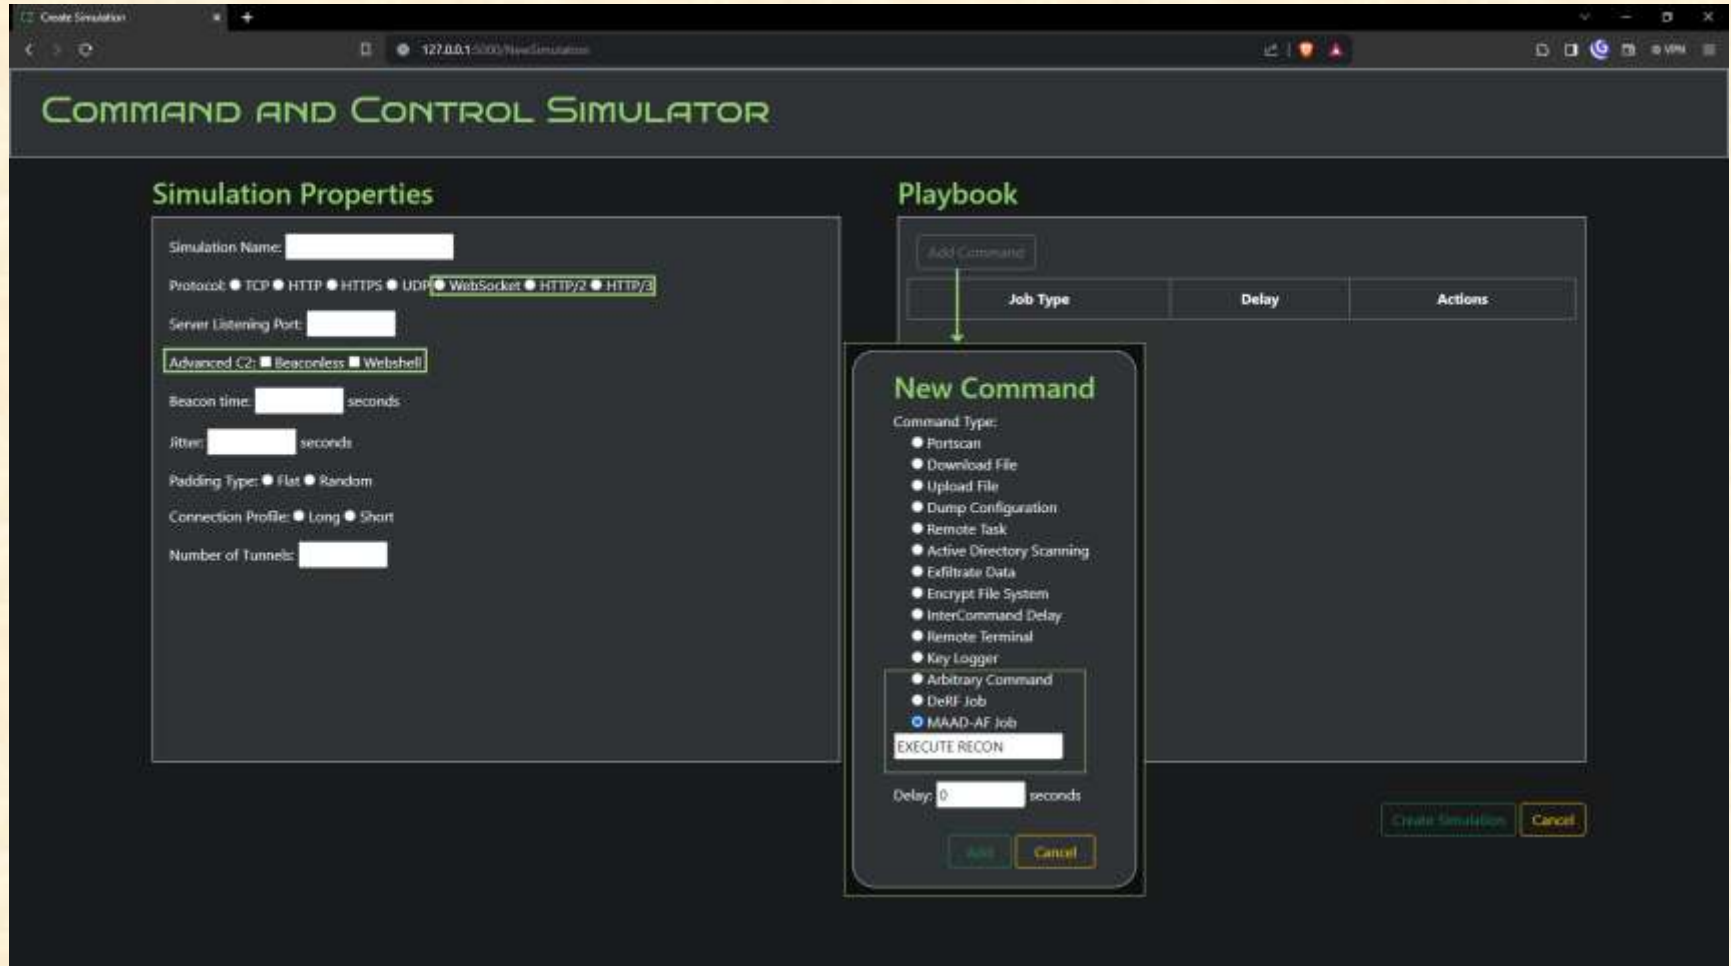 Create Simulation
127.0.0.1:5000/NewSimulation
VPN
COMMAND AND CONTROL SIMULATOR
Simulation Properties
Simulation Name:
Protocol: TCP HTTP HTTPS UDP WebSocket HTTP/2 HTTP/3
Server Listening Port:
Advanced C2: Beaconless Webshell
Beacon time: seconds
Jitter: seconds
Padding Type: Flat Random
Connection Profile: Long Short
Number of Tunnels:
Playbook
Add Command
Job Type Delay Actions
New Command
Command Type:
Portscan
Download File
Upload File
Dump Configuration
Remote Task
Active Directory Scanning
Exfiltrate Data
Encrypt File System
InterCommand Delay
Remote Terminal
Key Logger
Arbitrary Command
DeRF Job
MAAD-AF Job
EXECUTE RECON
Delay: 0 seconds
Add Cancel
Create Simulation Cancel